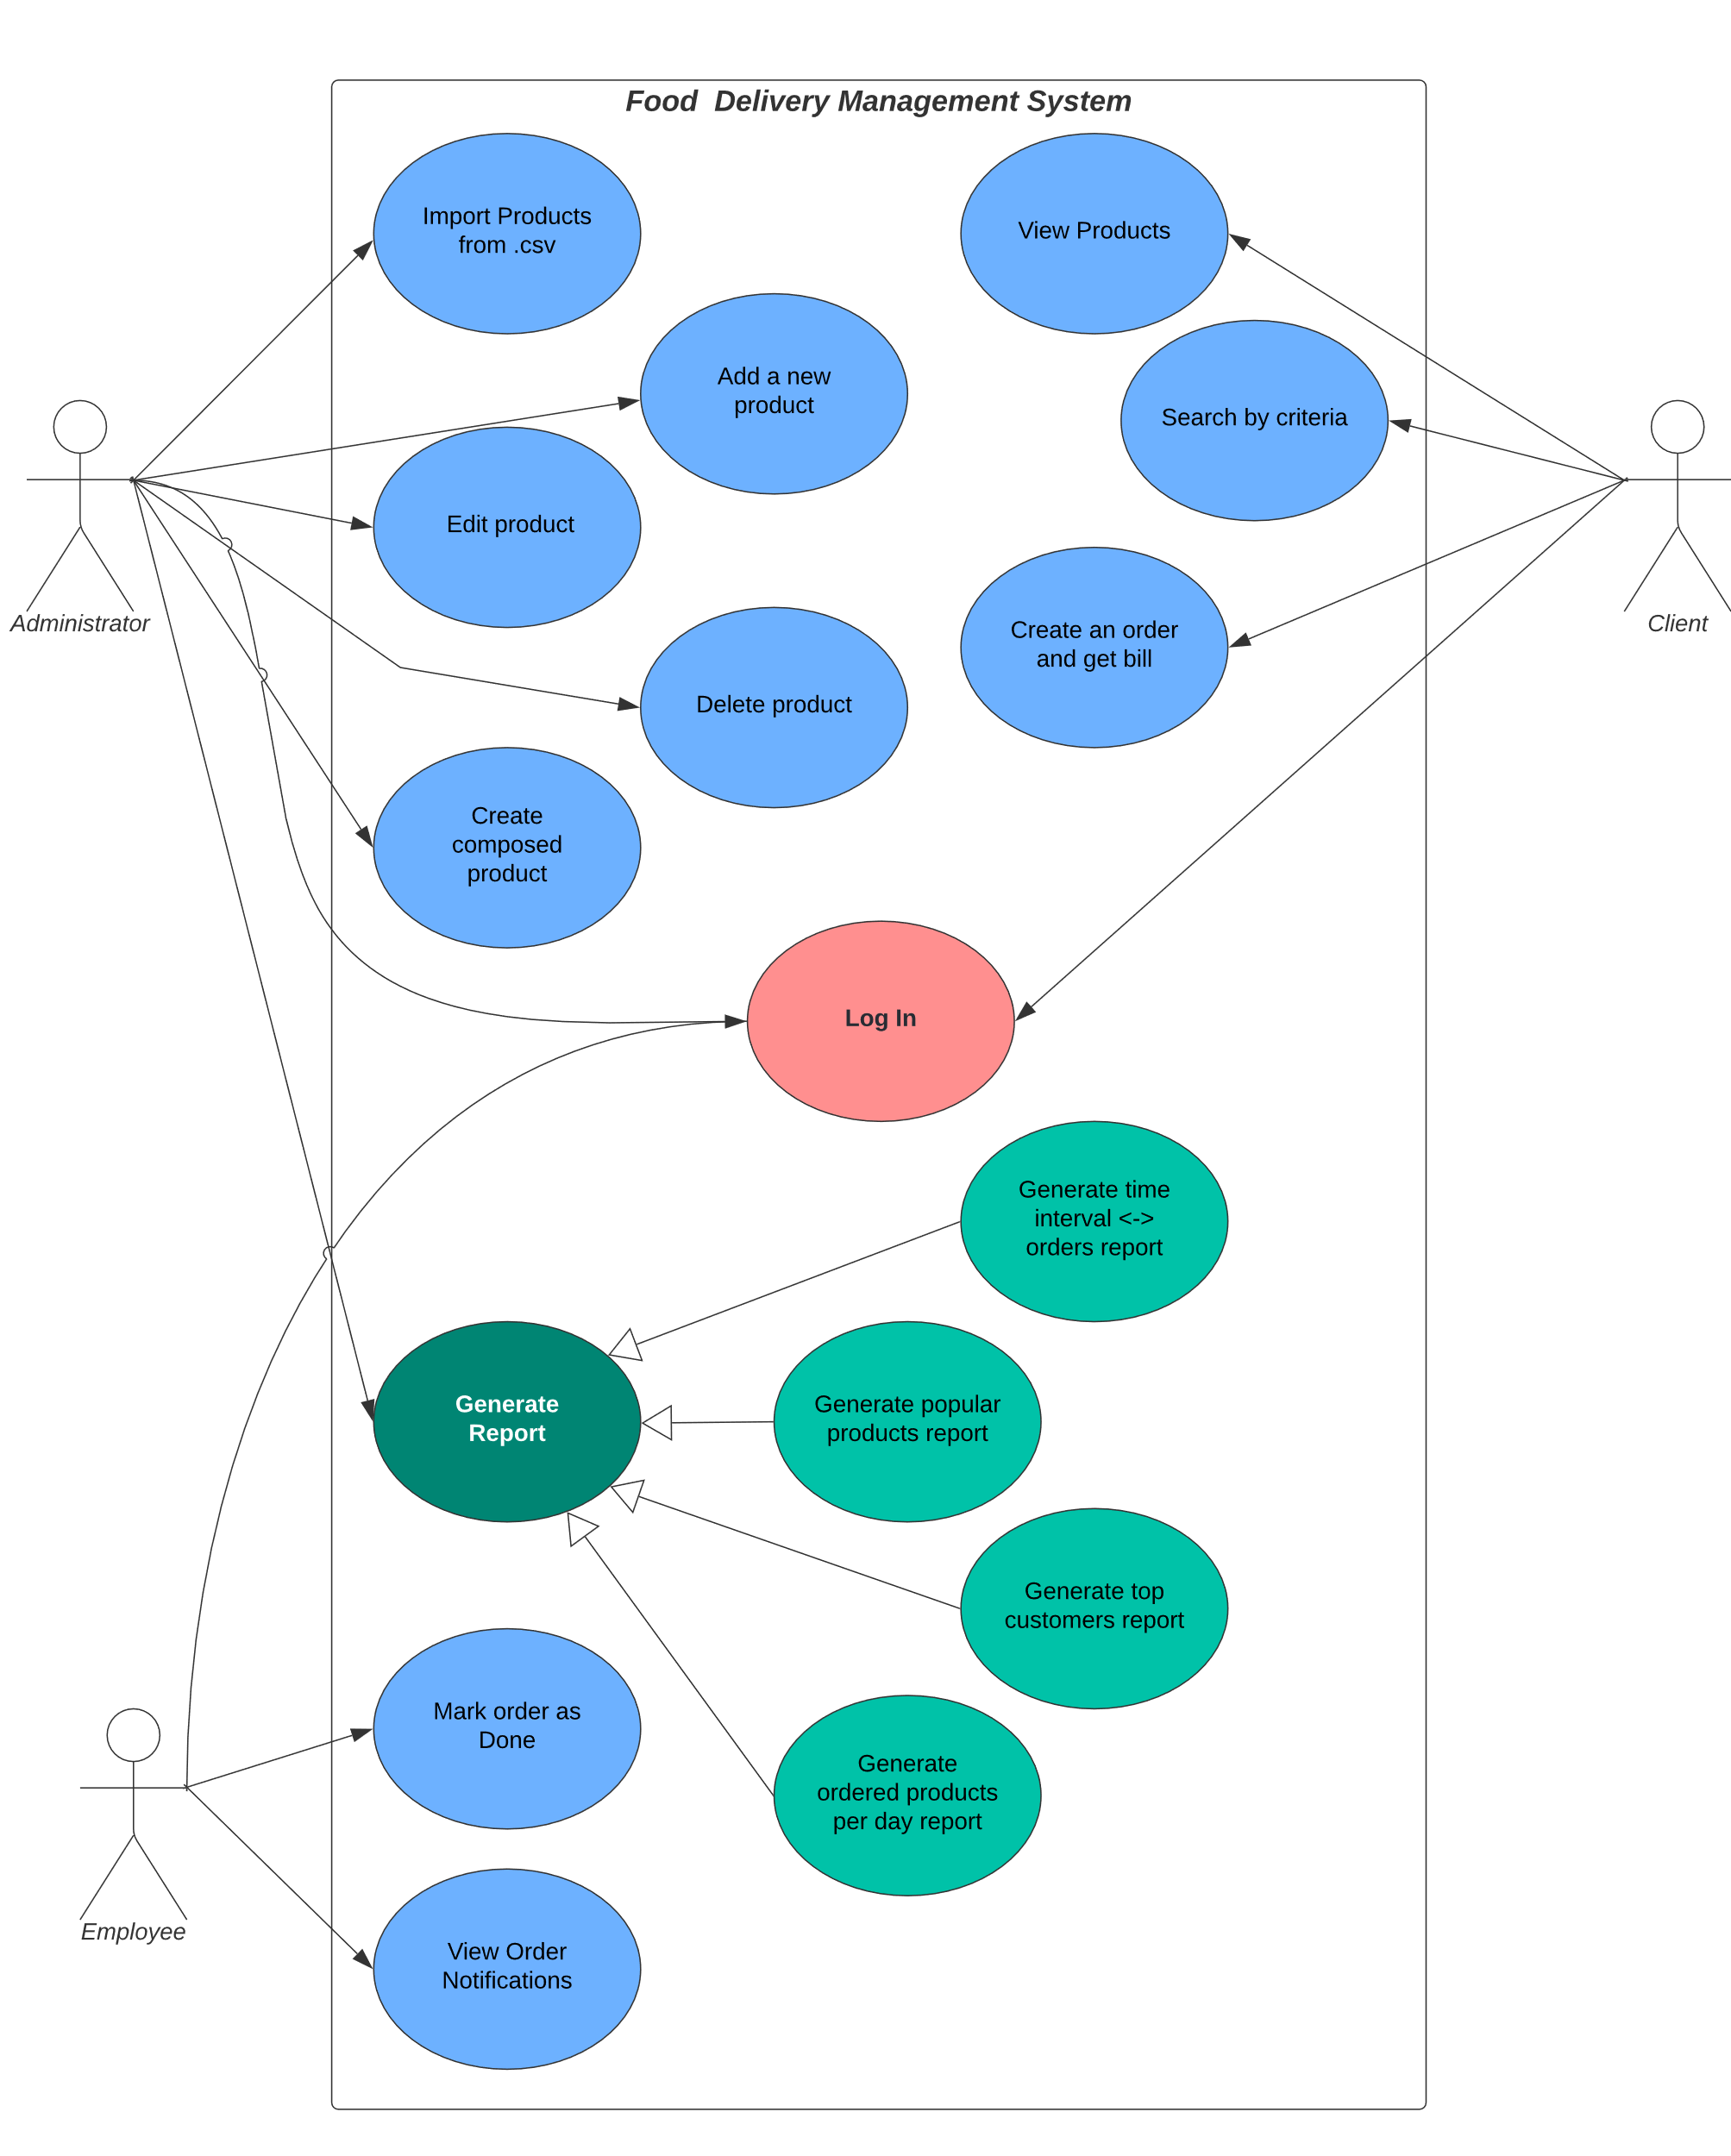 Food  Delivery Management System
Import Products
from .csv
View Products
Add a new
product
Search by criteria
Edit product
Administrator
Client
Create an order
and get bill
Delete product
Create
composed
product
Log In
Generate time
interval <->
orders report
Generate
Report
Generate popular
products report
Generate top
customers report
Mark order as
Done
Generate
ordered products
per day report
Employee
View Order
Notifications